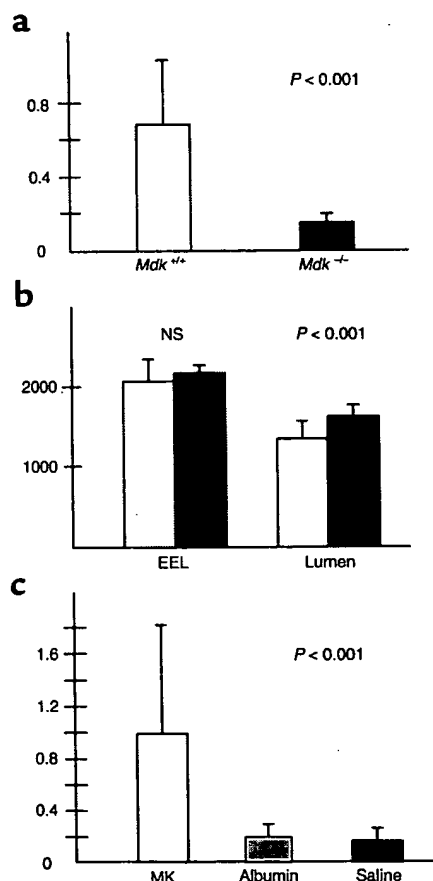 a
P < 0.001
0.8
0.4
0
Mdk +/+ Mdk −/−
b
NS P < 0.001
2000
1000
EEL Lumen
c
1.6
P < 0.001
1.2
0.8
0.4
0
MK Albumin Saline